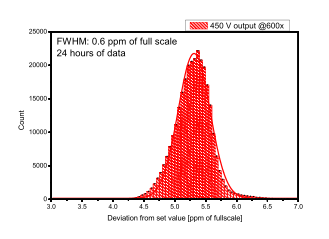 450 V output @600x
FWHM: 0.6 ppm of full scale
24 hours of data
25000
20000
15000
10000
5000
0
Count
3.0 3.5 4.0 4.5 5.0 5.5 6.0 6.5 7.0
Deviation from set value [ppm of fullscale]